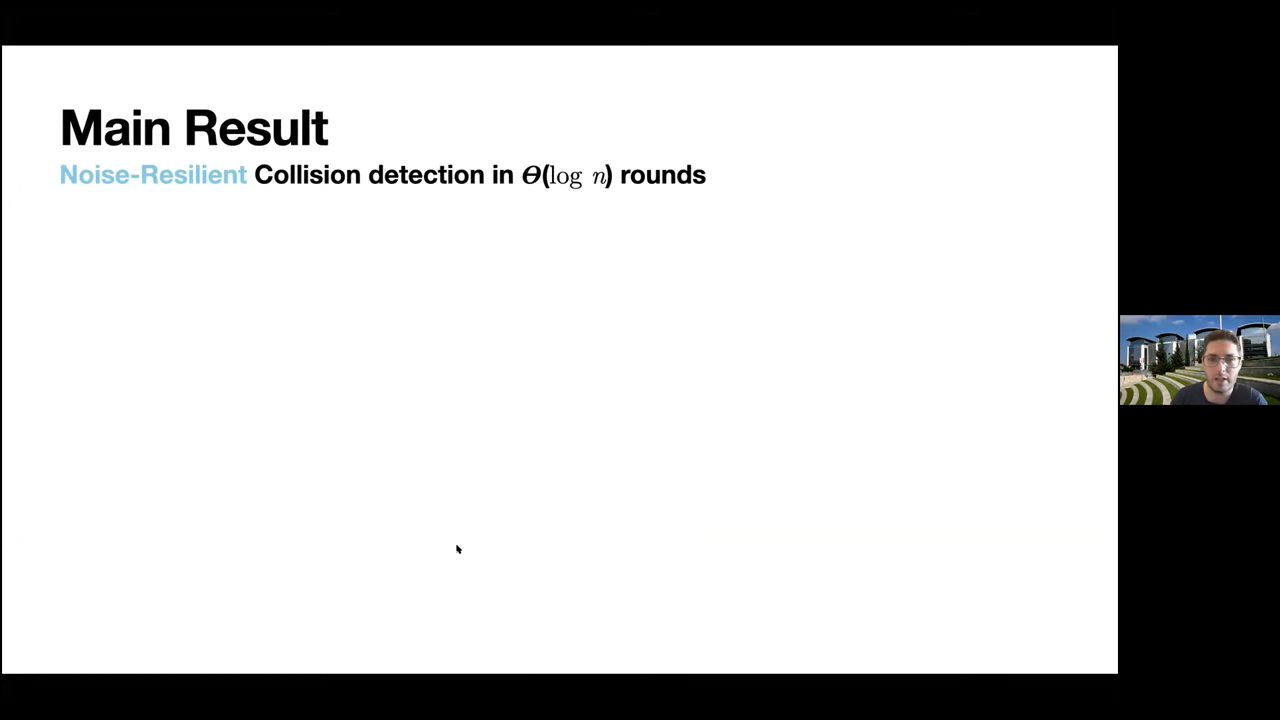 Main Result
Noise-Resilient Collision detection in Θ(log n) rounds